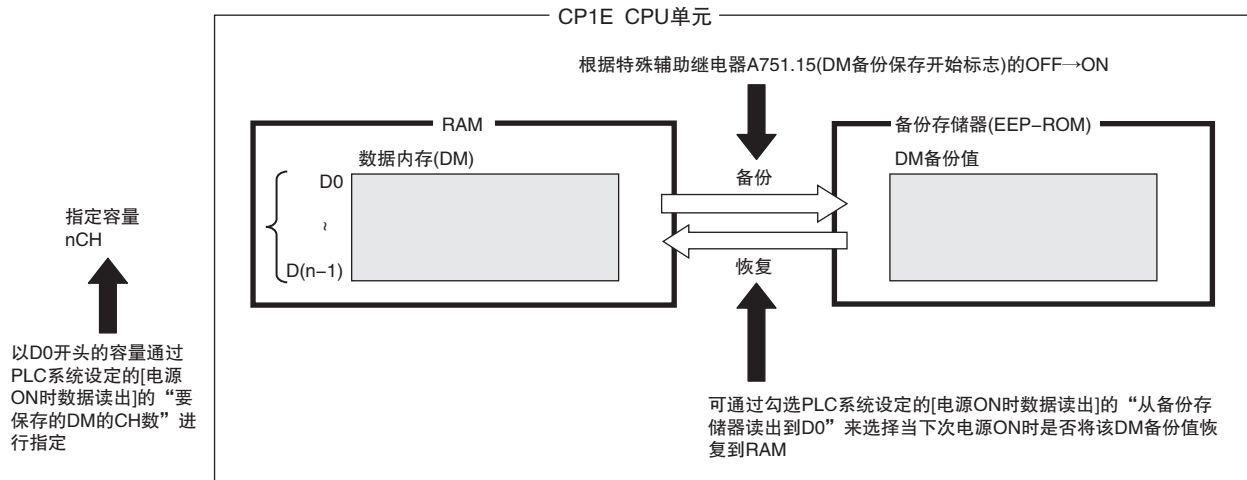 CP1E CPU单元
根据特殊辅助继电器A751.15(DM备份保存开始标志)的OFF→ON
RAM
备份存储器(EEP-ROM)
数据内存(DM)
DM备份值
D0
~
D(n-1)
备份
恢复
指定容量
nCH
以D0开头的容量通过
PLC系统设定的[电源
ON时数据读出]的“要
保存的DM的CH数”进
行指定
可通过勾选PLC系统设定的[电源ON时数据读出]的“从备份存
储器读出到D0”来选择当下次电源ON时是否将该DM备份值恢
复到RAM